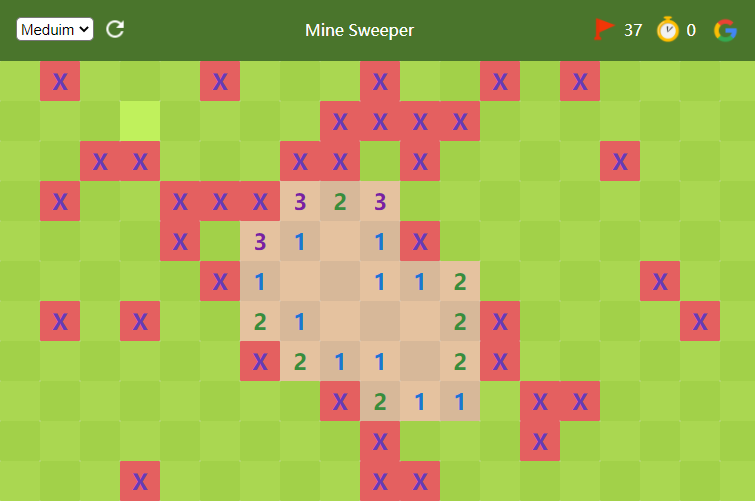 Meduim Mine Sweeper 37 0
X X X X X
X X X X
X X X X X X
X X X X 3 2 3
X 3 1 1 X
X 1 1 1 2 X
X X 2 1 2 X X
X 2 1 1 2 X
X 2 1 1 X X
X X
X X X